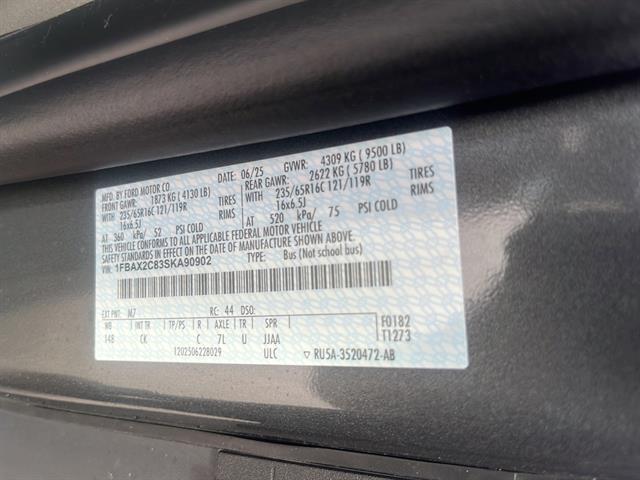 MFD. BY FORD MOTOR CO. DATE: 06/25 GVWR: 4309 KG ( 9500 LB)
FRONT GAWR: 1873 KG ( 4130 LB) REAR GAWR: 2622 KG ( 5780 LB)
WITH 235/65R16C 121/119R TIRES WITH 235/65R16C 121/119R TIRES
16x6.5J RIMS 16x6.5J RIMS
AT 360 kPa/ 52 PSI COLD AT 520 kPa/ 75 PSI COLD
THIS VEHICLE CONFORMS TO ALL APPLICABLE FEDERAL MOTOR VEHICLE
SAFETY STANDARDS IN EFFECT ON THE DATE OF MANUFACTURE SHOWN ABOVE.
VIN: 1FBAX2C83SKA90902 TYPE: Bus (Not School Bus)
EXT PNT: M7 RC: 44 DSO: F0182
WB INT TR TP/PS R AXLE TR SPR T1273
148 CK C 7L U JJAA
1202506228029 ULC ▽ RU5A-3520472-AB